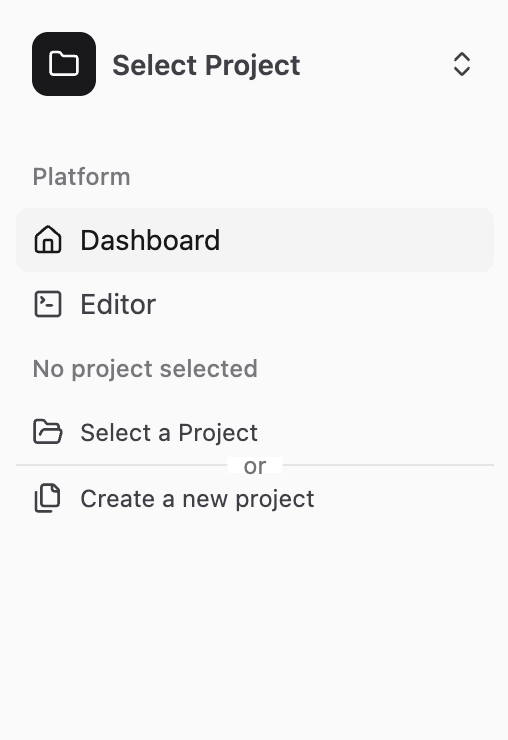 Select Project
Platform
Dashboard
Editor
No project selected
Select a Project
or
Create a new project